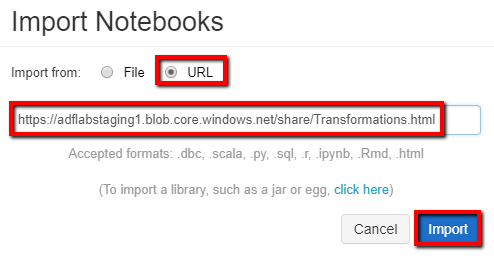 Import Notebooks
Import from: File URL
https://adflabstaging1.blob.core.windows.net/share/Transformations.html
Accepted formats: .dbc, .scala, .py, .sql, .r, .ipynb, .Rmd, .html
(To import a library, such as a jar or egg, click here)
Cancel Import